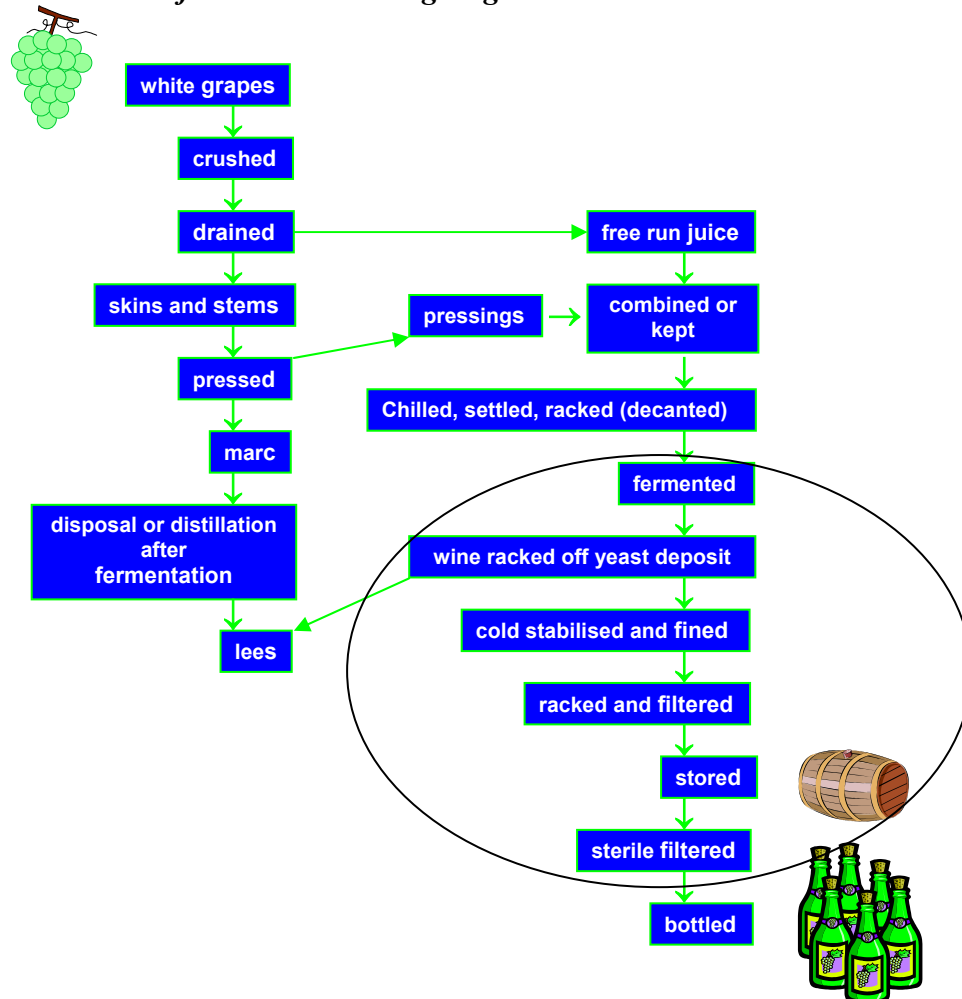 white grapes
crushed
drained
free run juice
skins and stems
pressings
combined or
kept
pressed
Chilled, settled, racked (decanted)
marc
fermented
disposal or distillation
after
fermentation
wine racked off yeast deposit
cold stabilised and fined
lees
racked and filtered
stored
sterile filtered
bottled